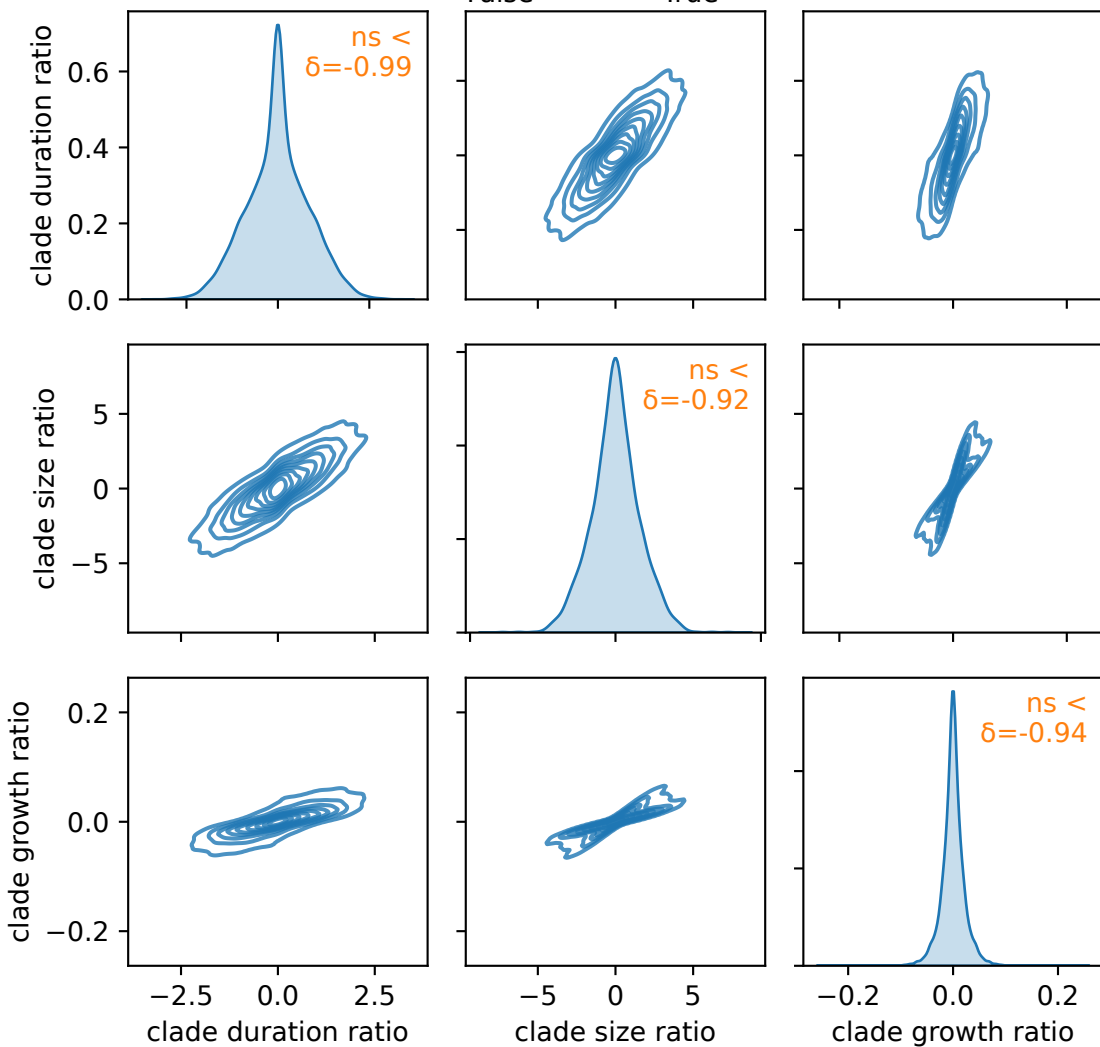 clade duration ratio
0.6
0.4
0.2
0.0
ns <
δ=-0.99
clade size ratio
5
0
−5
ns <
δ=-0.92
clade growth ratio
0.2
0.0
−0.2
ns <
δ=-0.94
−2.5 0.0 2.5
−5 0 5
−0.2 0.0 0.2
clade duration ratio
clade size ratio
clade growth ratio